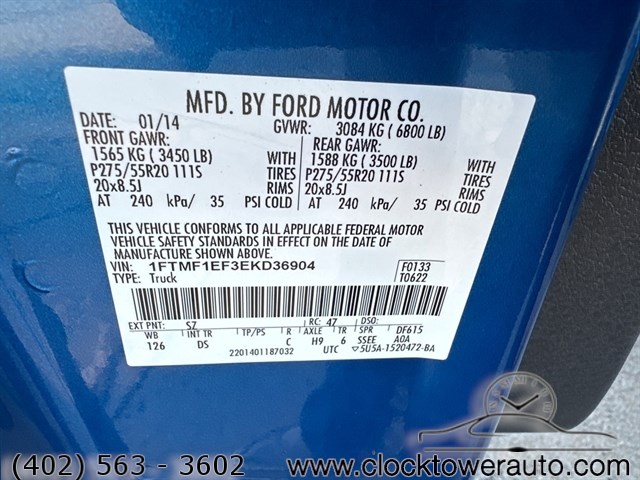 MFD. BY FORD MOTOR CO.
DATE: 01/14 GVWR: 3084 KG ( 6800 LB)
FRONT GAWR: REAR GAWR:
1565 KG ( 3450 LB) WITH 1588 KG ( 3500 LB) WITH
P275/55R20 111S TIRES P275/55R20 111S TIRES
20x8.5J RIMS 20x8.5J RIMS
AT 240 kPa/ 35 PSI COLD AT 240 kPa/ 35 PSI COLD
THIS VEHICLE CONFORMS TO ALL APPLICABLE FEDERAL MOTOR
VEHICLE SAFETY STANDARDS IN EFFECT ON THE DATE OF
MANUFACTURE SHOWN ABOVE.
VIN: 1FTMF1EF3EKD36904 F0133
TYPE: Truck T0622
EXT PNT: SZ RC: 47 DF615
WB INT TR TP/PS R AXLE TR SPR A0A
126 DS C H9 6 SSEE
2201401187032 UTC ▽5U5A-1520472-BA
(402) 563 - 3602 www.clocktowerauto.com